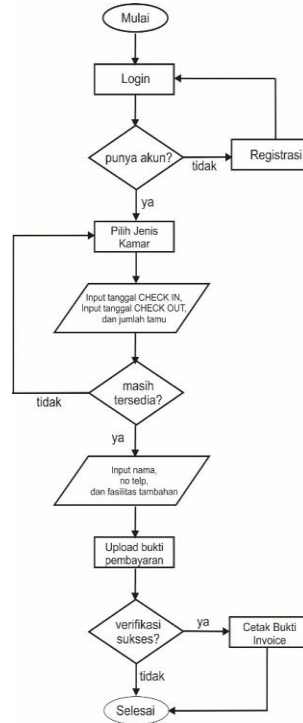 Mulai
Login
punya akun?
tidak
Registrasi
ya
Pilih Jenis
Kamar
Input tanggal CHECK IN,
Input tanggal CHECK OUT,
dan jumlah tamu
masih
tersedia?
tidak
ya
Input nama,
no telp,
dan fasilitas tambahan
Upload bukti
pembayaran
verifikasi
sukses?
ya
Cetak Bukti
Invoice
tidak
Selesai